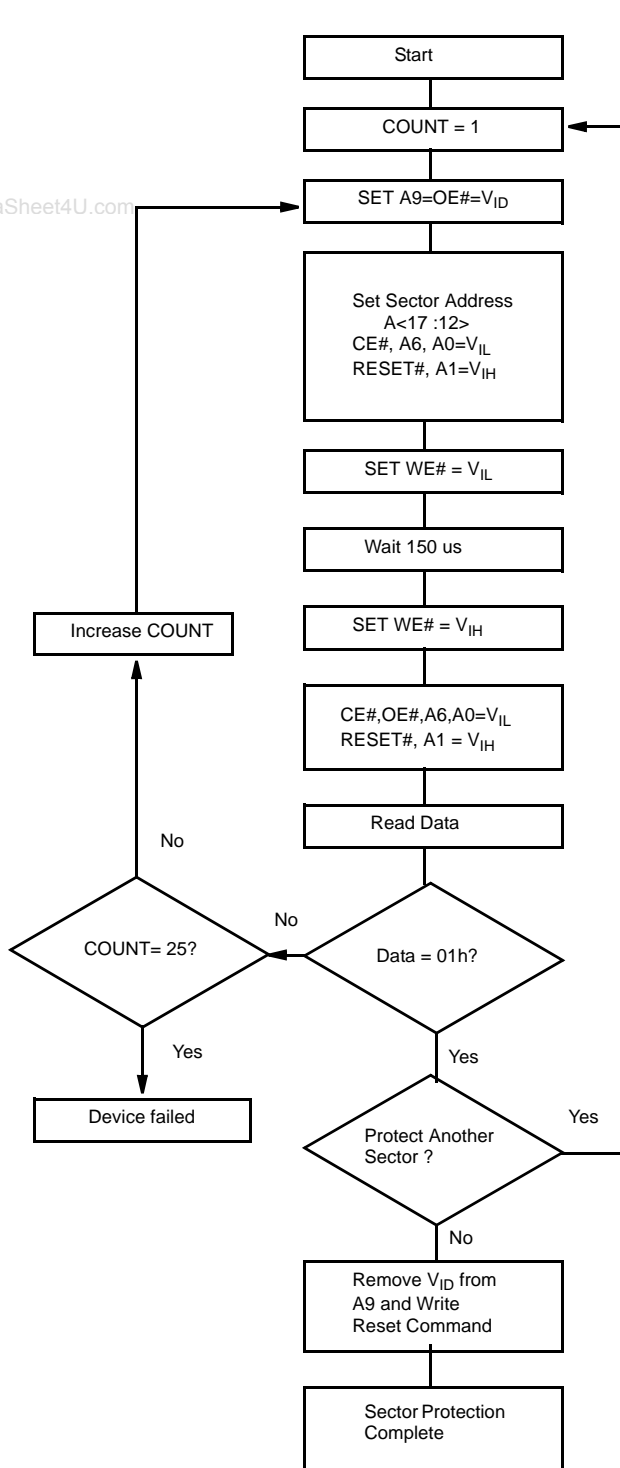 Start
COUNT = 1
aSheet4U.com
SET A9=OE#=VID
Set Sector Address
A<17 :12>
CE#, A6, A0=VIL
RESET#, A1=VIH
SET WE# = VIL
Wait 150 us
Increase COUNT
SET WE# = VIH
CE#,OE#,A6,A0=VIL
RESET#, A1 = VIH
Read Data
No
COUNT= 25?
No
Data = 01h?
Yes
Yes
Device failed
Protect Another
Sector ?
Yes
No
Remove VID from
A9 and Write
Reset Command
Sector Protection
Complete